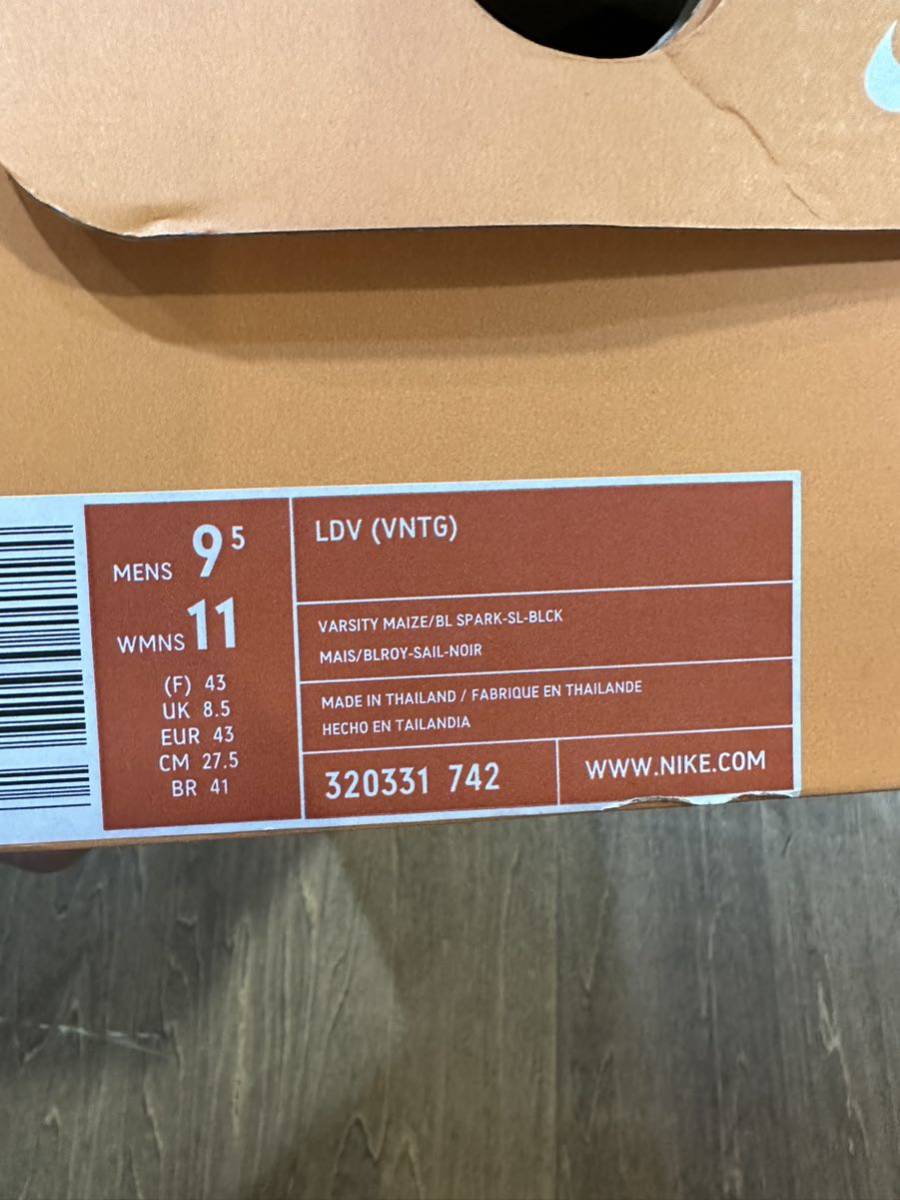 MENS 9 5
WMNS 11
(F) 43
UK 8.5
EUR 43
CM 27.5
BR 41
LDV (VNTG)
VARSITY MAIZE/BL SPARK-SL-BLCK
MAIS/BLROY-SAIL-NOIR
MADE IN THAILAND / FABRIQUE EN THAILANDE
HECHO EN TAILANDIA
320331 742
WWW.NIKE.COM